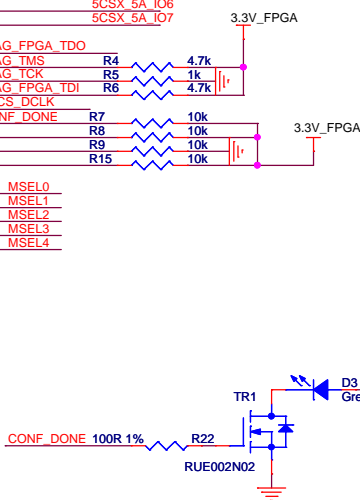 5CSX_5A_IO6
5CSX_5A_IO7
3.3V_FPGA
AG_FPGA_TDO
AG_TMS R4 4.7k
AG_TCK R5 1k
AG_FPGA_TDI R6 4.7k
CS_DCLK
NF_DONE R7 10k
R8 10k
3.3V_FPGA
R9 10k
R15 10k
MSEL0
MSEL1
MSEL2
MSEL3
MSEL4
D3
TR1 Gre
CONF_DONE 100R 1% R22
RUE002N02